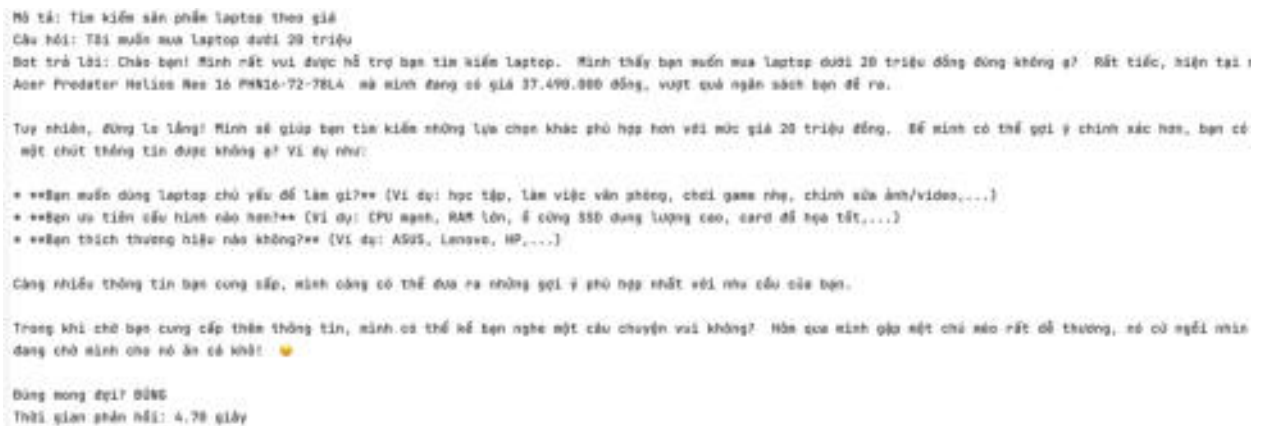 Mô tả: Tìm kiếm sản phẩm laptop theo giá
Câu hỏi: Tôi muốn mua laptop dưới 20 triệu
Bot trả lời: Chào bạn! Mình rất vui được hỗ trợ bạn tìm kiếm laptop.  Mình thấy bạn muốn mua laptop dưới 20 triệu đồng đúng không ạ?  Rất tiếc, hiện tại
Acer Predator Helios Neo 16 PHN16-72-78L4  mà mình đang có giá 37.490.000 đồng, vượt quá ngân sách bạn đề ra.
Tuy nhiên, đừng lo lắng! Mình sẽ giúp bạn tìm kiếm những lựa chọn khác phù hợp hơn với mức giá 20 triệu đồng.  Để mình có thể gợi ý chính xác hơn, bạn có
một chút thông tin được không ạ? Ví dụ như:
* **Bạn muốn dùng laptop chủ yếu để làm gì?** (Ví dụ: học tập, làm việc văn phòng, chơi game nhẹ, chỉnh sửa ảnh/video,...)
* **Bạn ưu tiên cấu hình nào hơn?** (Ví dụ: CPU mạnh, RAM lớn, ổ cứng SSD dung lượng cao, card đồ họa tốt,...)
* **Bạn thích thương hiệu nào không?** (Ví dụ: ASUS, Lenovo, HP,...)
Càng nhiều thông tin bạn cung cấp, mình càng có thể đưa ra những gợi ý phù hợp nhất với nhu cầu của bạn.
Trong khi chờ bạn cung cấp thêm thông tin, mình có thể kể bạn nghe một câu chuyện vui không?  Hôm qua mình gặp một chú mèo rất dễ thương, nó cứ ngồi nhìn
đang chờ mình cho nó ăn cá khô! 😄
Đúng mong đợi? ĐÚNG
Thời gian phản hồi: 4.70 giây